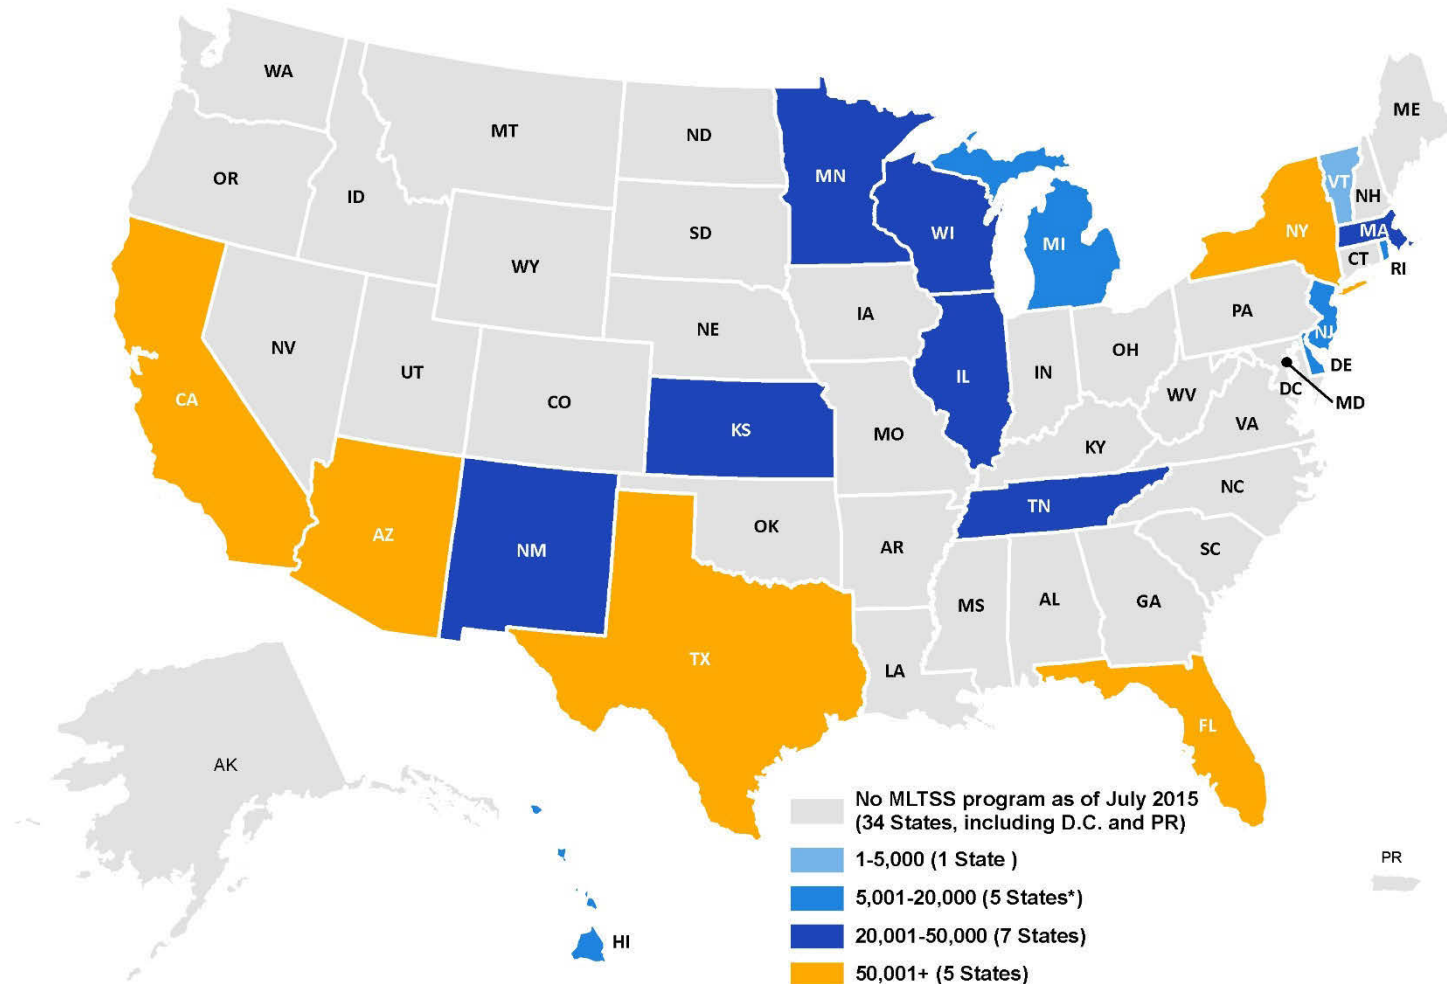 WA
MT
ND
ME
OR
ID
MN
VT
NH
SD
WI
MI
NY
MA
WY
CT
RI
IA
PA
NE
NV
OH
NJ
UT
IL
IN
DE
CA
CO
WV
DC
MD
KS
MO
VA
KY
NC
AZ
TN
NM
OK
AR
SC
MS
AL
GA
TX
LA
FL
AK
No MLTSS program as of July 2015
(34 States, including D.C. and PR)
PR
1-5,000 (1 State )
5,001-20,000 (5 States*)
HI
20,001-50,000 (7 States)
50,001+ (5 States)